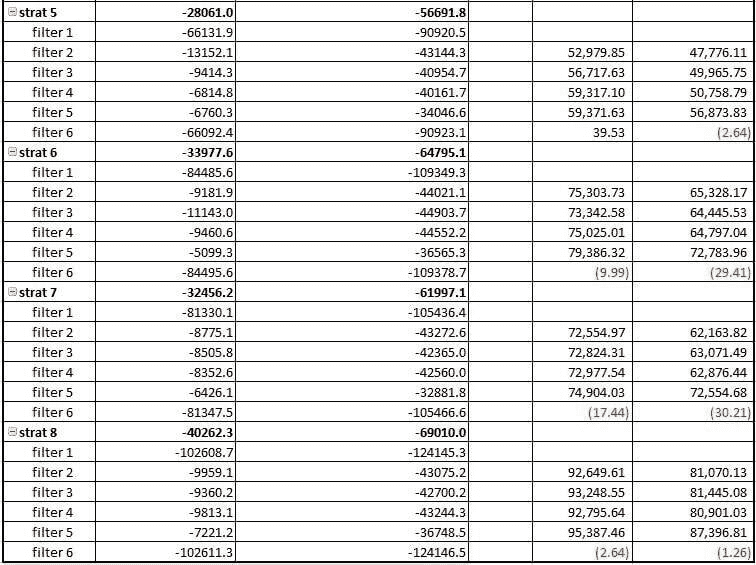 strat 5 -28061.0 -56691.8
filter 1 -66131.9 -90920.5
filter 2 -13152.1 -43144.3 52,979.85 47,776.11
filter 3 -9414.3 -40954.7 56,717.63 49,965.75
filter 4 -6814.8 -40161.7 59,317.10 50,758.79
filter 5 -6760.3 -34046.6 59,371.63 56,873.83
filter 6 -66092.4 -90923.1 39.53 (2.64)
strat 6 -33977.6 -64795.1
filter 1 -84485.6 -109349.3
filter 2 -9181.9 -44021.1 75,303.73 65,328.17
filter 3 -11143.0 -44903.7 73,342.58 64,445.53
filter 4 -9460.6 -44552.2 75,025.01 64,797.04
filter 5 -5099.3 -36565.3 79,386.32 72,783.96
filter 6 -84495.6 -109378.7 (9.99) (29.41)
strat 7 -32456.2 -61997.1
filter 1 -81330.1 -105436.4
filter 2 -8775.1 -43272.6 72,554.97 62,163.82
filter 3 -8505.8 -42365.0 72,824.31 63,071.49
filter 4 -8352.6 -42560.0 72,977.54 62,876.44
filter 5 -6426.1 -32881.8 74,904.03 72,554.68
filter 6 -81347.5 -105466.6 (17.44) (30.21)
strat 8 -40262.3 -69010.0
filter 1 -102608.7 -124145.3
filter 2 -9959.1 -43075.2 92,649.61 81,070.13
filter 3 -9360.2 -42700.2 93,248.55 81,445.08
filter 4 -9813.1 -43244.3 92,795.64 80,901.03
filter 5 -7221.2 -36748.5 95,387.46 87,396.81
filter 6 -102611.3 -124146.5 (2.64) (1.26)